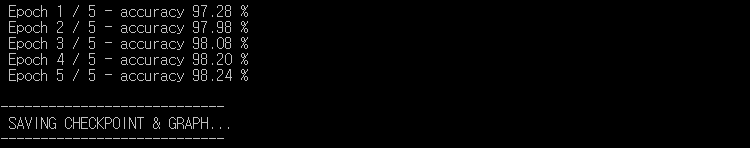 Epoch 1 / 5 - accuracy 97.28 %
Epoch 2 / 5 - accuracy 97.98 %
Epoch 3 / 5 - accuracy 98.08 %
Epoch 4 / 5 - accuracy 98.20 %
Epoch 5 / 5 - accuracy 98.24 %
----------------------------
SAVING CHECKPOINT & GRAPH...
----------------------------